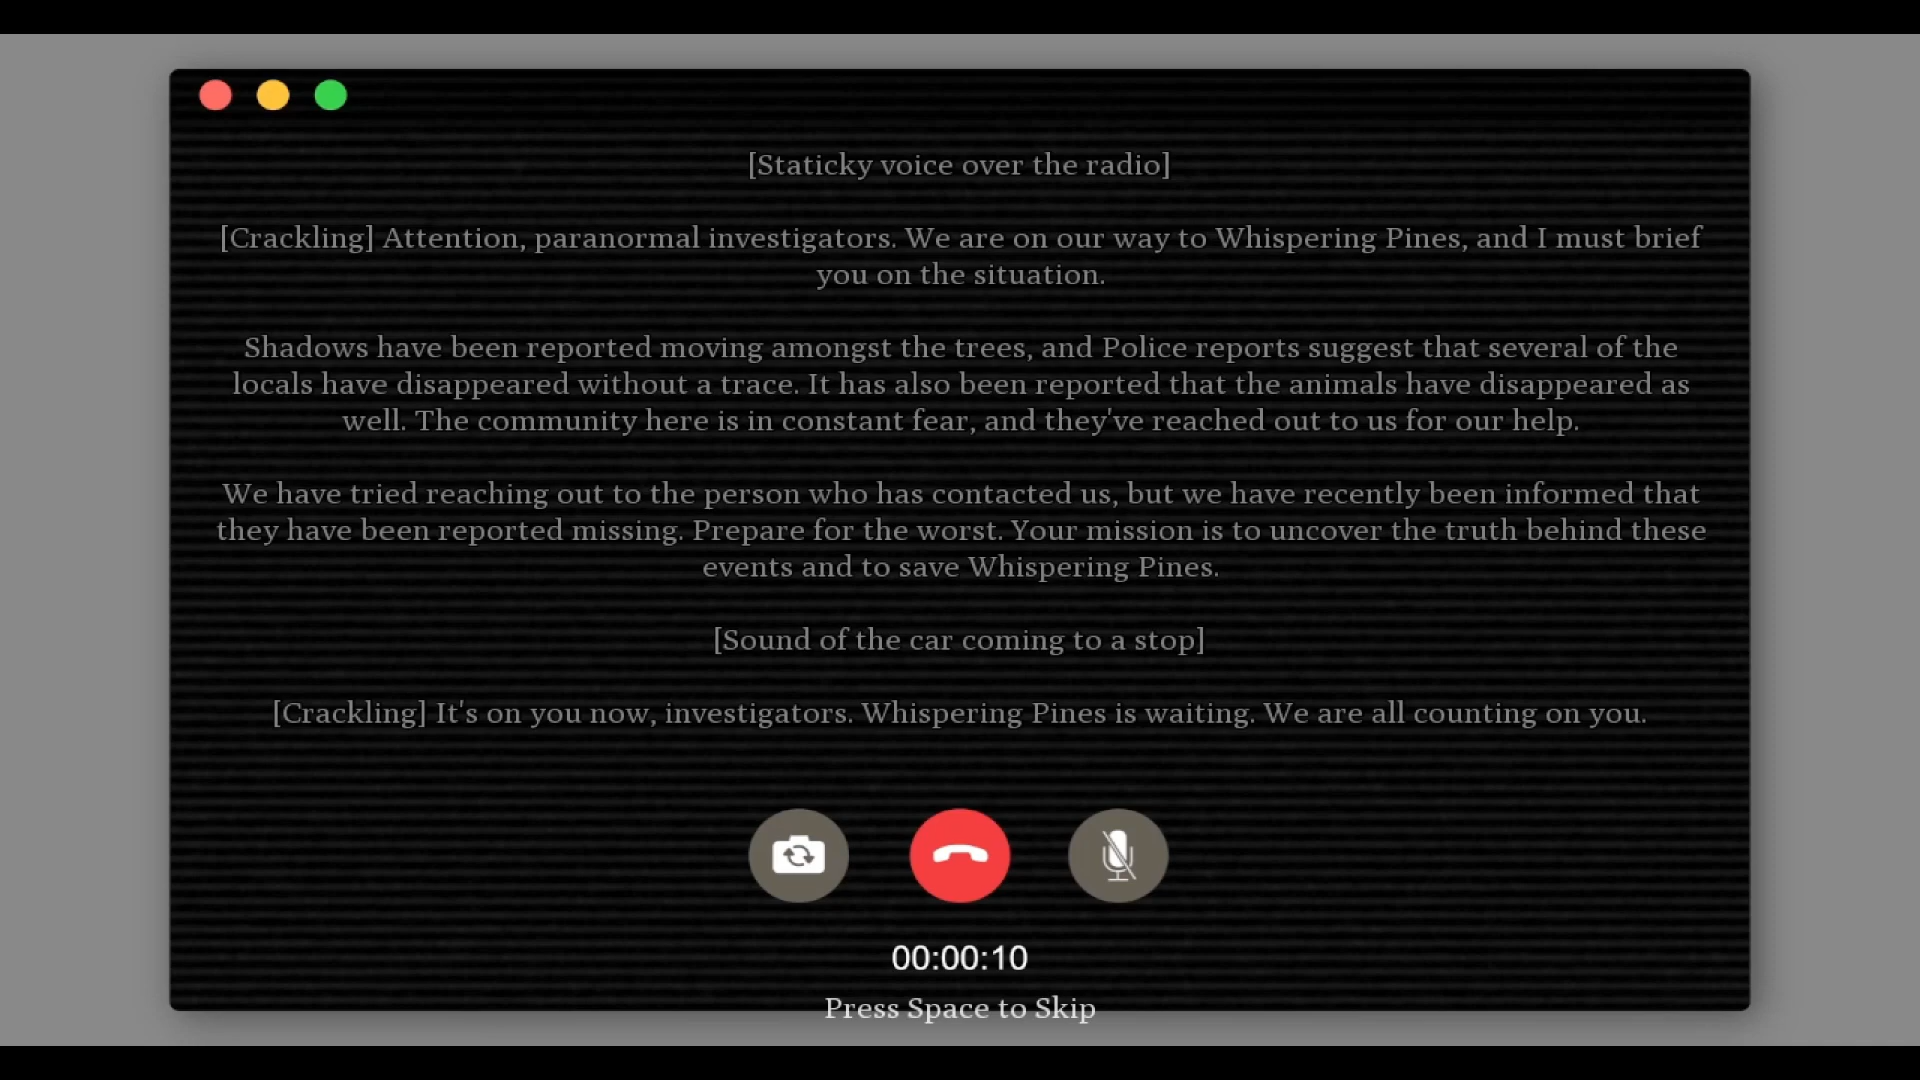 [Staticky voice over the radio]
[Crackling] Attention, paranormal investigators. We are on our way to Whispering Pines, and I must brief
you on the situation.
Shadows have been reported moving amongst the trees, and Police reports suggest that several of the
locals have disappeared without a trace. It has also been reported that the animals have disappeared as
well. The community here is in constant fear, and they've reached out to us for our help.
We have tried reaching out to the person who has contacted us, but we have recently been informed that
they have been reported missing. Prepare for the worst. Your mission is to uncover the truth behind these
events and to save Whispering Pines.
[Sound of the car coming to a stop]
[Crackling] It's on you now, investigators. Whispering Pines is waiting. We are all counting on you.
00:00:10
Press Space to Skip